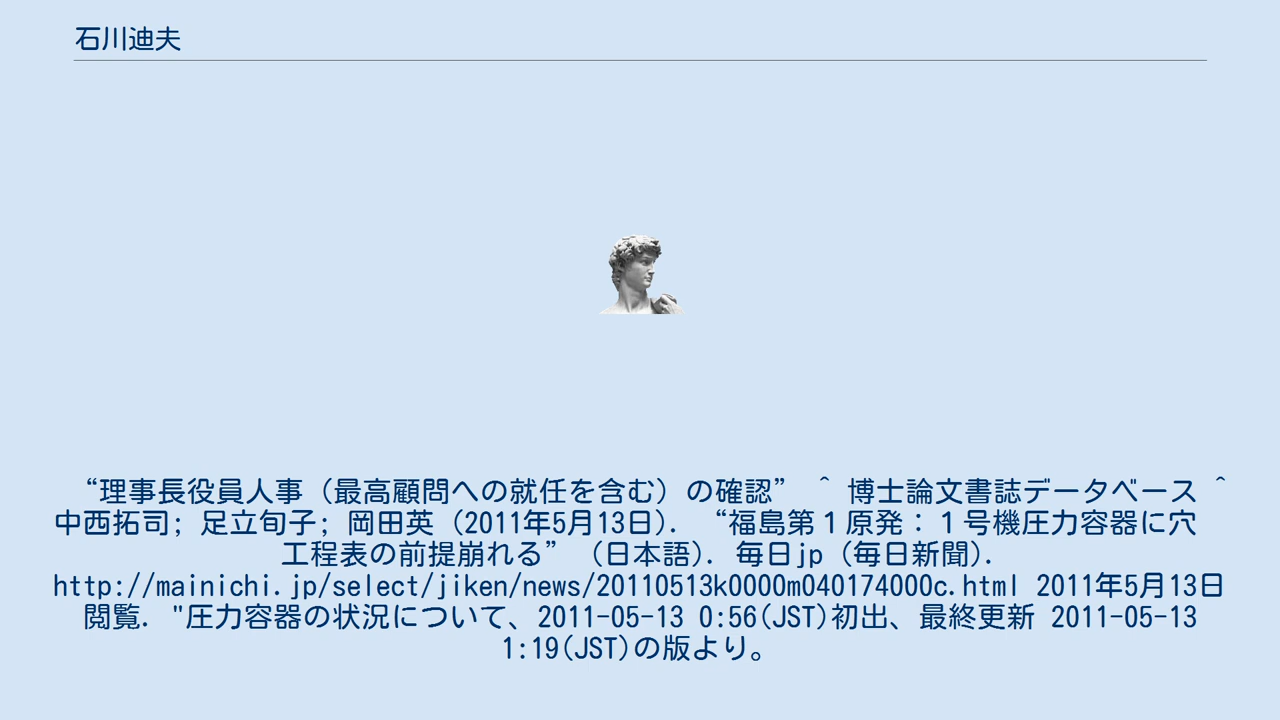 石川迪夫
“理事長役員人事（最高顧問への就任を含む）の確認” ^ 博士論文書誌データベース ^
中西拓司; 足立旬子; 岡田英 (2011年5月13日). “福島第１原発：１号機圧力容器に穴
工程表の前提崩れる” （日本語）. 毎日jp (毎日新聞).
http://mainichi.jp/select/jiken/news/20110513k0000m040174000c.html 2011年5月13日
閲覧. "圧力容器の状況について、2011-05-13 0:56(JST)初出、最終更新 2011-05-13
1:19(JST)の版より。